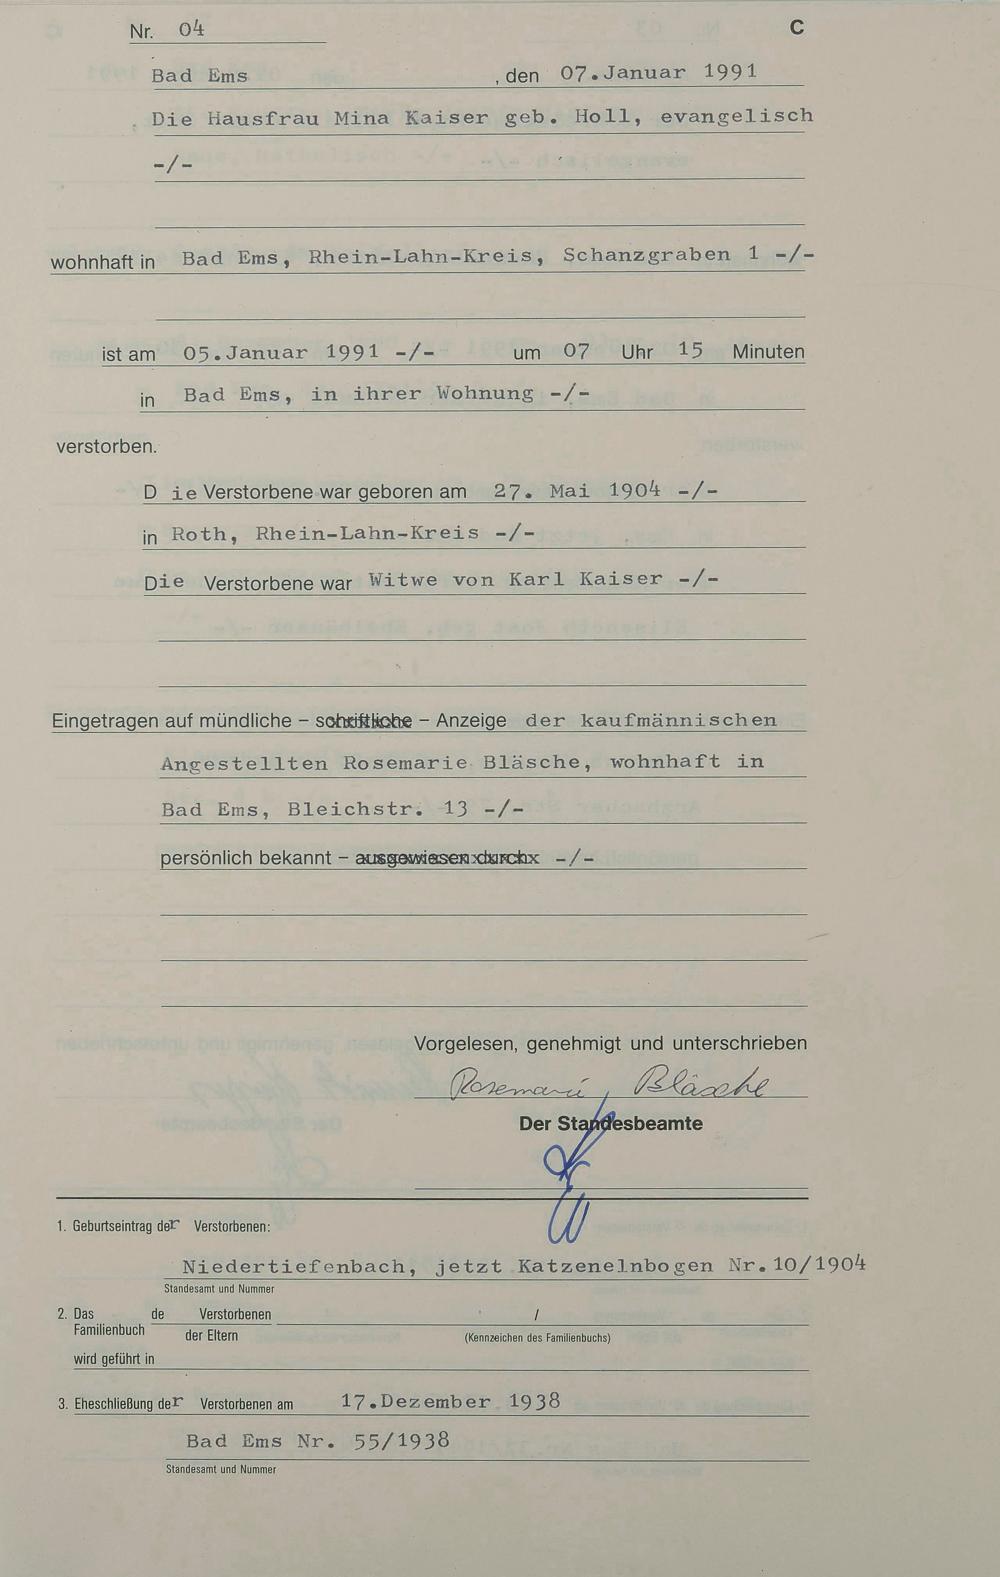 Nr. 04 C
Bad Ems , den 07.Januar 1991
Die Hausfrau Mina Kaiser geb. Holl, evangelisch
-/-
wohnhaft in Bad Ems, Rhein-Lahn-Kreis, Schanzgraben 1 -/-
ist am 05.Januar 1991 -/- um 07 Uhr 15 Minuten
in Bad Ems, in ihrer Wohnung -/-
verstorben.
D ie Verstorbene war geboren am 27. Mai 1904 -/-
in Roth, Rhein-Lahn-Kreis -/-
Die Verstorbene war Witwe von Karl Kaiser -/-
Eingetragen auf mündliche – schriftliche – Anzeige der kaufmännischen
Angestellten Rosemarie Bläsche, wohnhaft in
Bad Ems, Bleichstr. 13 -/-
persönlich bekannt – ausgewiesen durch -/-
Vorgelesen, genehmigt und unterschrieben
Rosemarie Bläsche
Der Standesbeamte
1. Geburtseintrag der Verstorbenen:
Niedertiefenbach, jetzt Katzenelnbogen Nr.10/1904
Standesamt und Nummer
2. Das de Verstorbenen /
Familienbuch der Eltern (Kennzeichen des Familienbuchs)
wird geführt in
3. Eheschließung der Verstorbenen am 17.Dezember 1938
Bad Ems Nr. 55/1938
Standesamt und Nummer